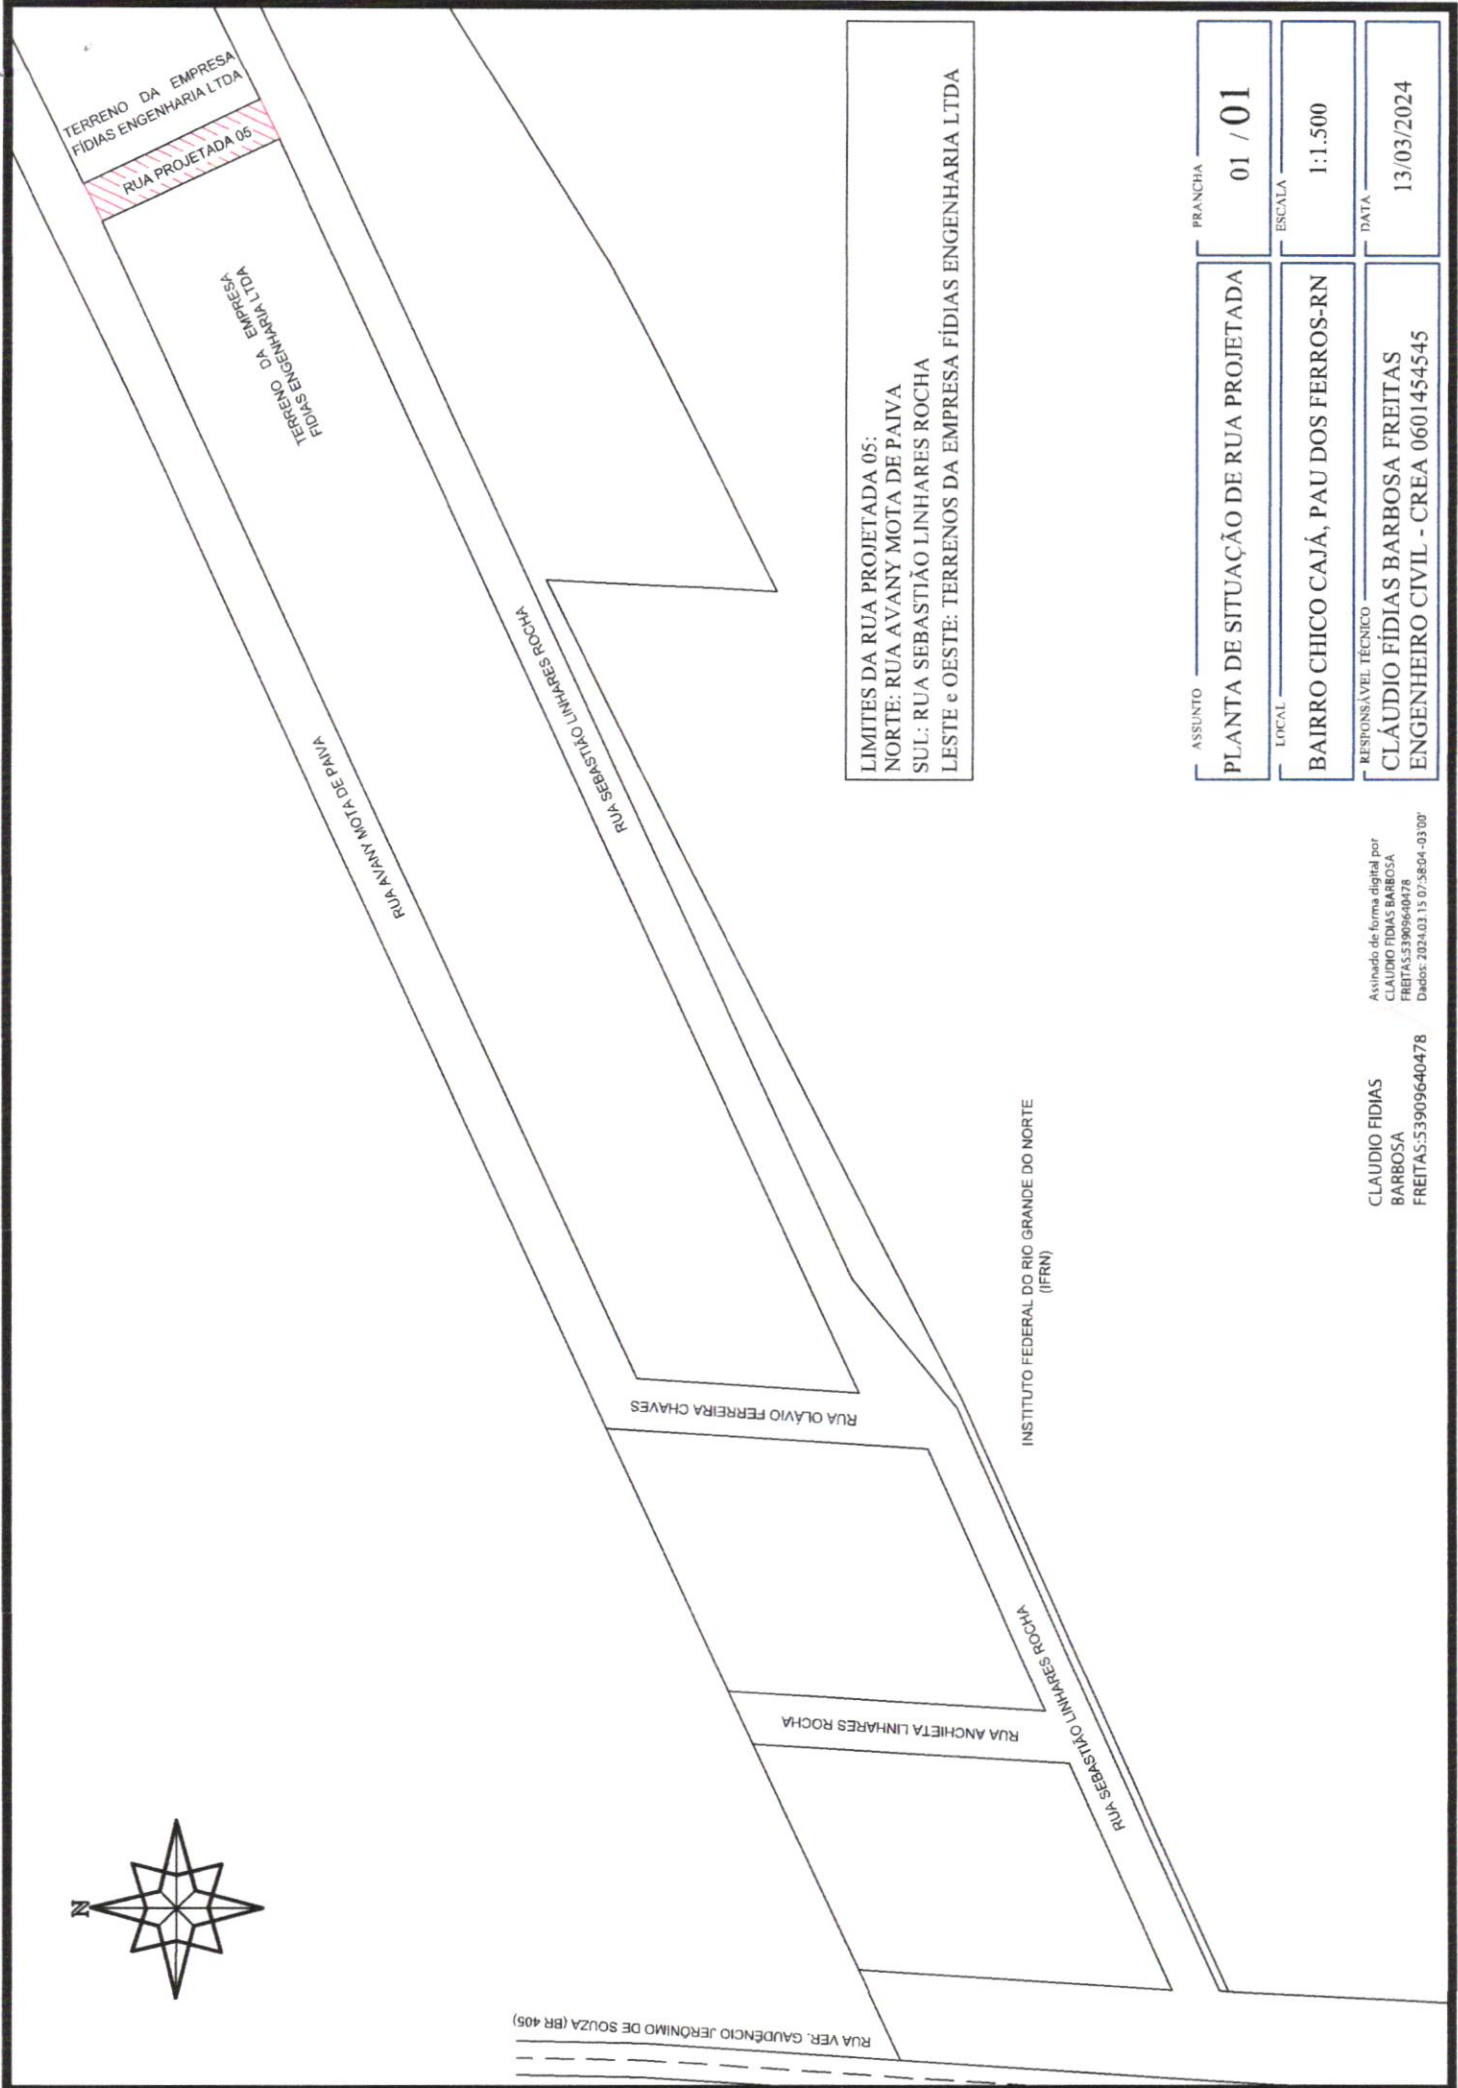 TERRENO DA EMPRESA
FÍDIAS ENGENHARIA LTDA
RUA PROJETADA 05
TERRENO DA EMPRESA
FIDIAS ENGENHARIA LTDA
RUA AVANY MOTA DE PAIVA
RUA SEBASTIÃO LINHARES ROCHA
RUA OLÁVIO FERREIRA CHAVES
RUA ANCHIETA LINHARES ROCHA
RUA SEBASTIÃO LINHARES ROCHA
RUA VER. GAUDÊNCIO JERÔNIMO DE SOUZA (BR 405)
N
INSTITUTO FEDERAL DO RIO GRANDE DO NORTE
(IFRN)
LIMITES DA RUA PROJETADA 05:
NORTE: RUA AVANY MOTA DE PAIVA
SUL: RUA SEBASTIÃO LINHARES ROCHA
LESTE e OESTE: TERRENOS DA EMPRESA FÍDIAS ENGENHARIA LTDA
ASSUNTO
PLANTA DE SITUAÇÃO DE RUA PROJETADA
PRANCHA
01 / 01
LOCAL
BAIRRO CHICO CAJÁ, PAU DOS FERROS-RN
ESCALA
1:1.500
RESPONSÁVEL TÉCNICO
CLÁUDIO FÍDIAS BARBOSA FREITAS
ENGENHEIRO CIVIL - CREA 0601454545
DATA
13/03/2024
CLAUDIO FIDIAS
BARBOSA
FREITAS:53909640478
Assinado de forma digital por
CLAUDIO FIDIAS BARBOSA
FREITAS:53909640478
Dados: 2024.03.15 07:58:04 -03'00'